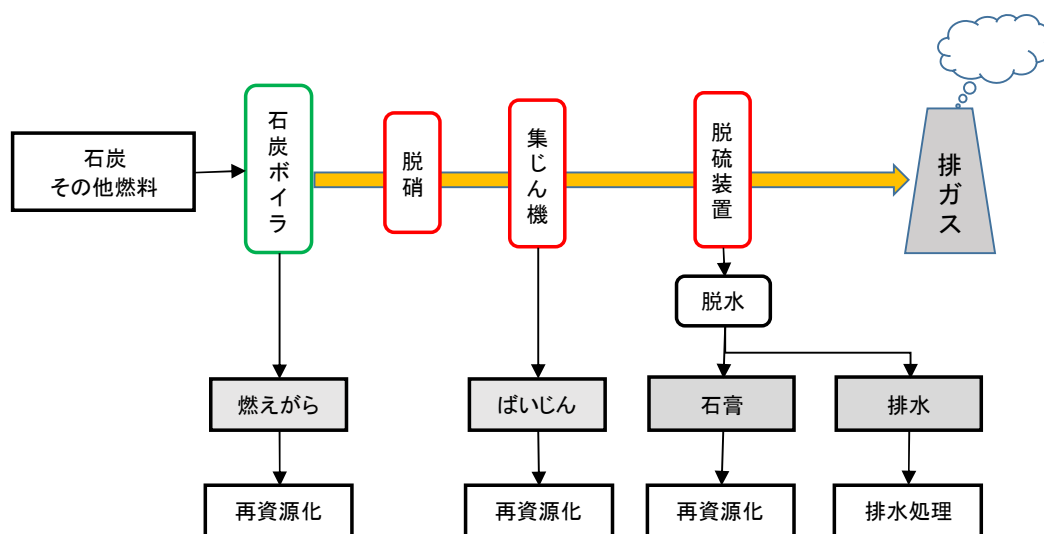 石炭
その他燃料
石炭ボイラ
脱硝
集じん機
脱硫装置
排ガス
脱水
燃えがら
ばいじん
石膏
排水
再資源化
再資源化
再資源化
排水処理